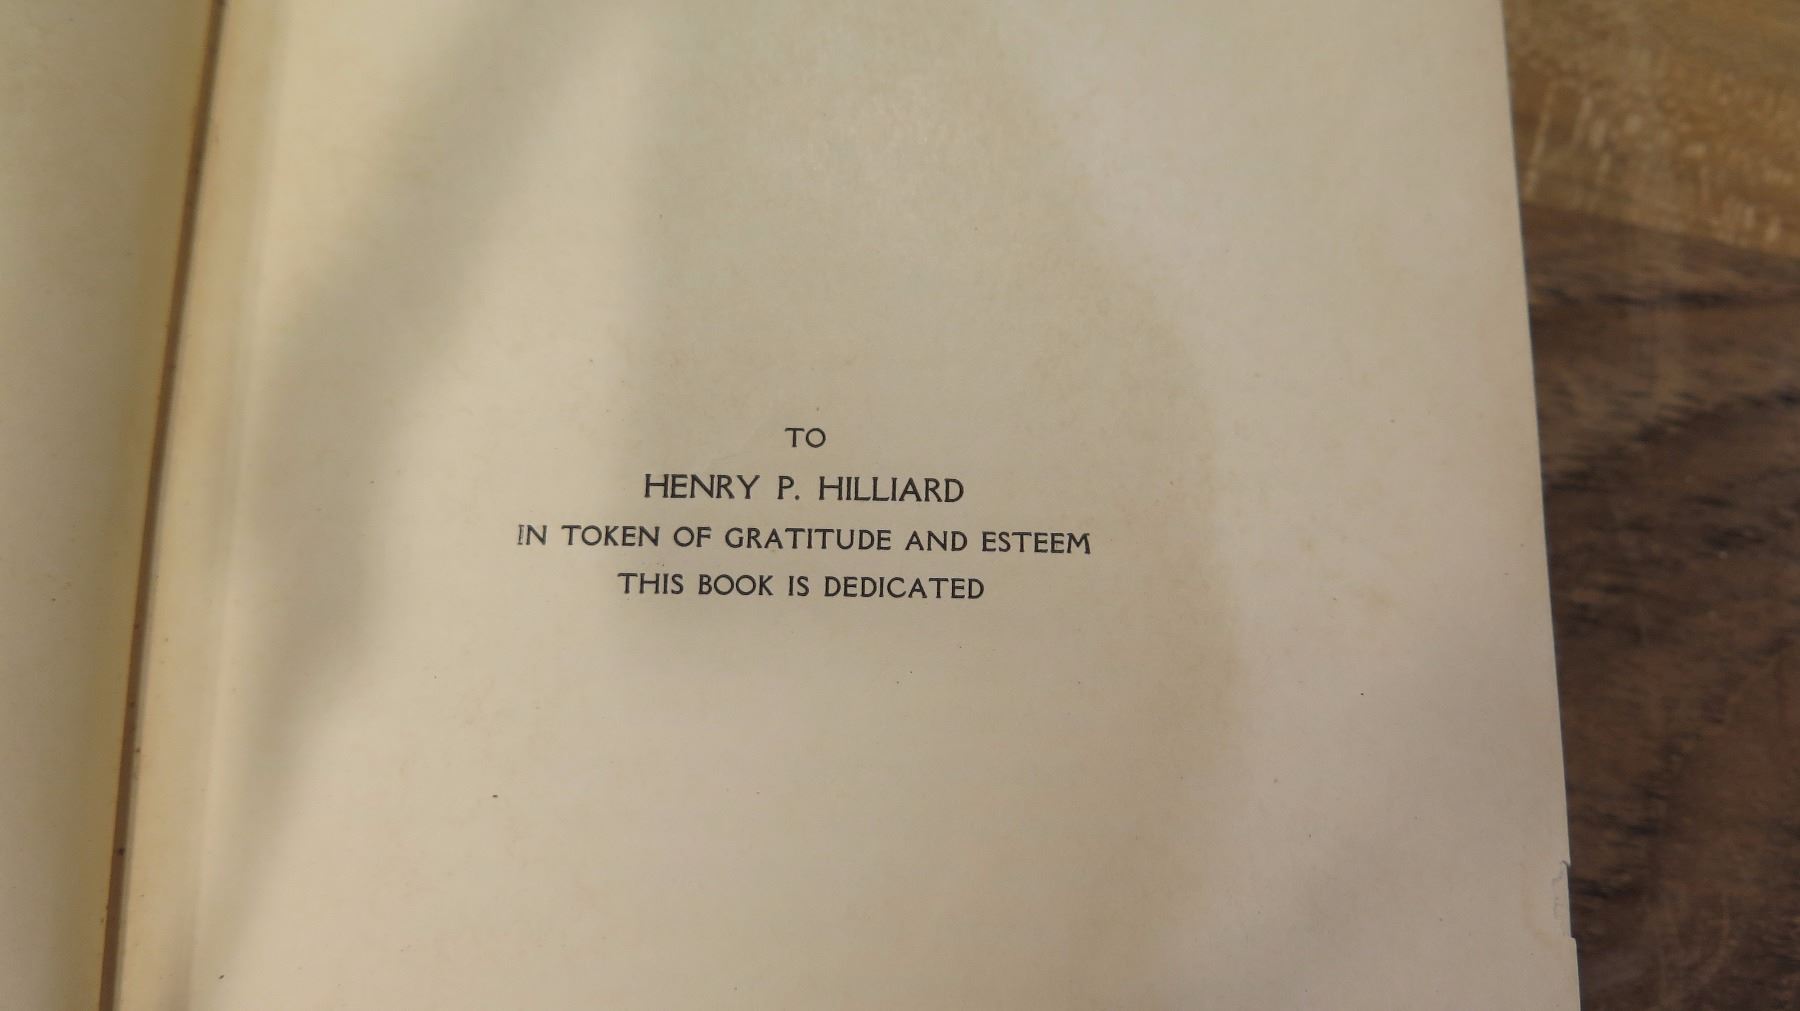 TO
HENRY P. HILLIARD
IN TOKEN OF GRATITUDE AND ESTEEM
THIS BOOK IS DEDICATED